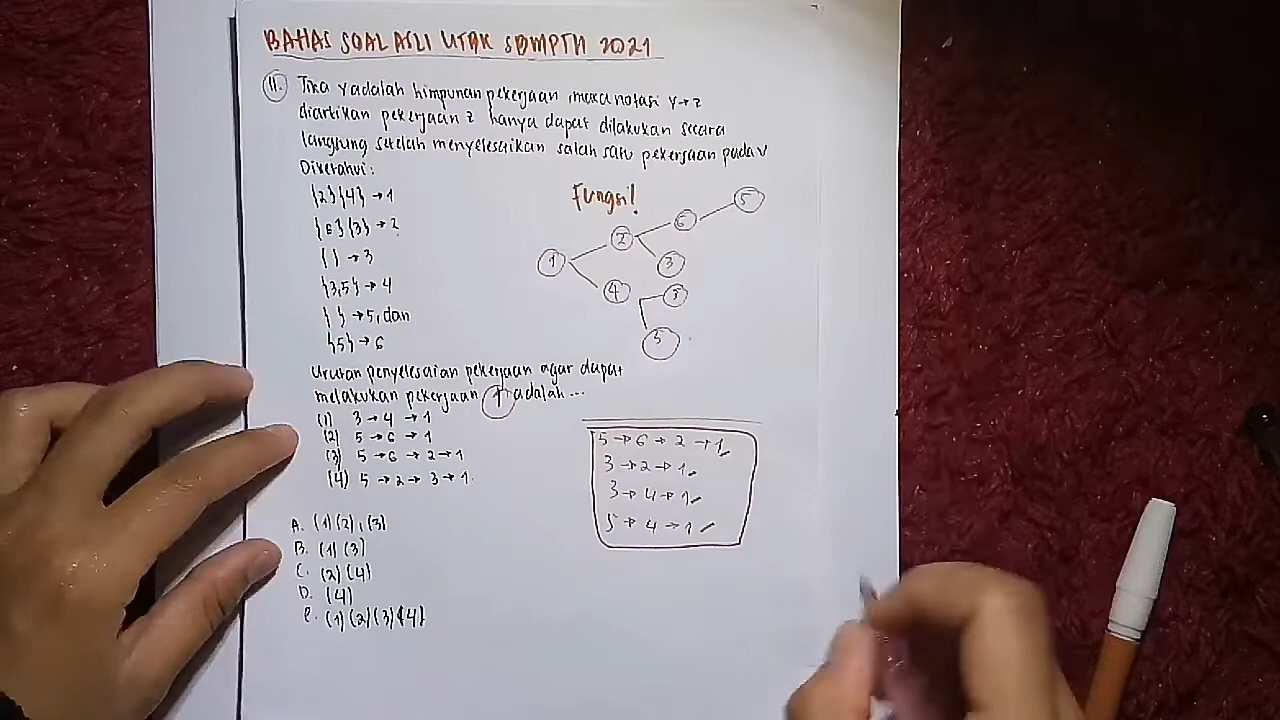 BAHAS SOAL ASLI UTBK SBMPTN 2021
11. Jika Y adalah himpunan pekerjaan, maka notasi Y→Z
diartikan pekerjaan Z hanya dapat dilakukan secara
langsung setelah menyelesaikan salah satu pekerjaan pada Y
Diketahui:
{2}{4}→1
{6}{3}→2
{ }→3
{3,5}→4
{ }→5, dan
{5}→6
Fungsi!
5
6
2
3
1
4
3
5
Urutan penyelesaian pekerjaan agar dapat
melakukan pekerjaan 1 adalah...
(1) 3→4→1
(2) 5→6→1
(3) 5→6→2→1
(4) 5→2→3→1.
A. (1)(2),(3)
B. (1)(3)
C. (2)(4)
D. (4)
E. (1)(2)(3)(4)
5→6→2→1
3→2→1
3→4→1
5→4→1